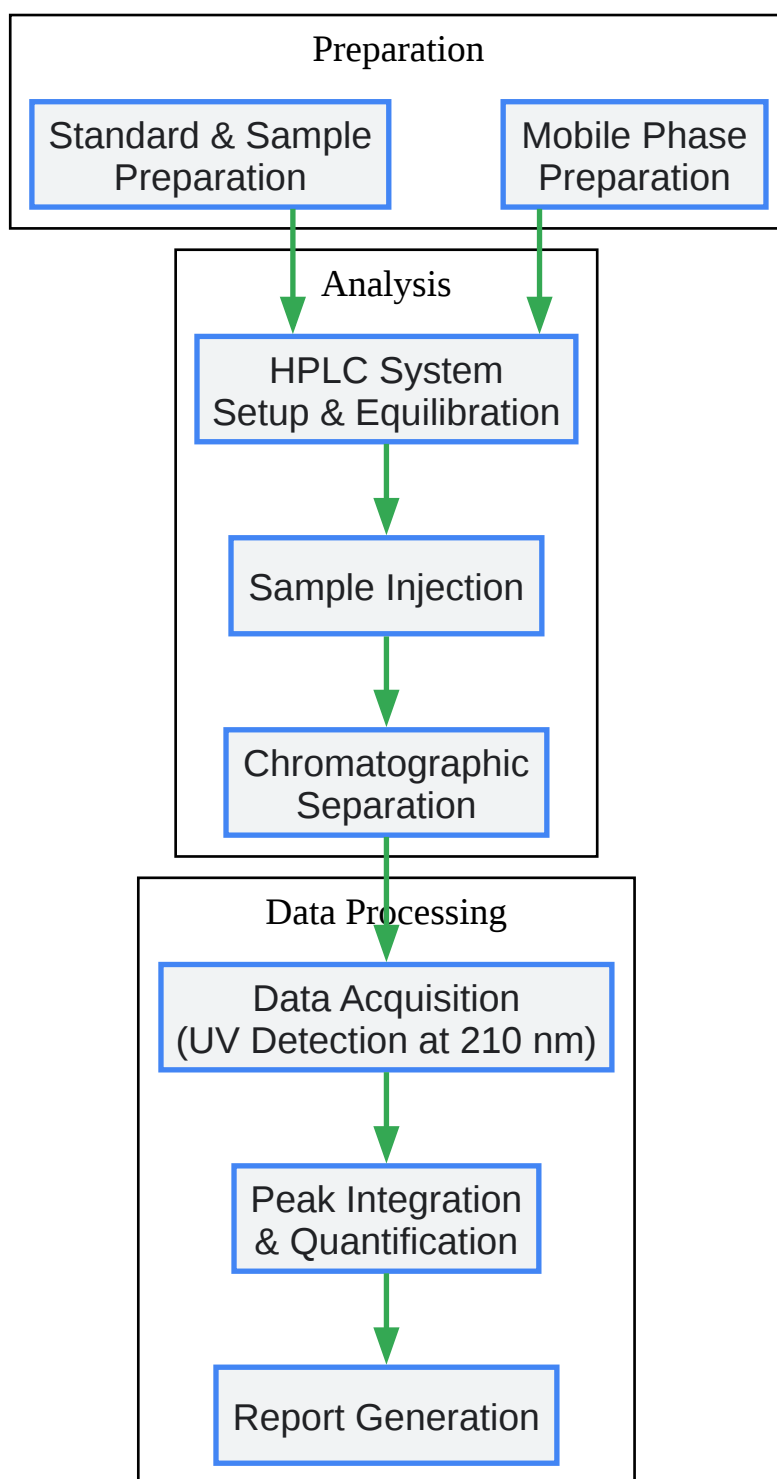 Preparation
Standard & Sample
Preparation
Mobile Phase
Preparation
Analysis
HPLC System
Setup & Equilibration
Sample Injection
Chromatographic
Separation
Data Processing
Data Acquisition
(UV Detection at 210 nm)
Peak Integration
& Quantification
Report Generation